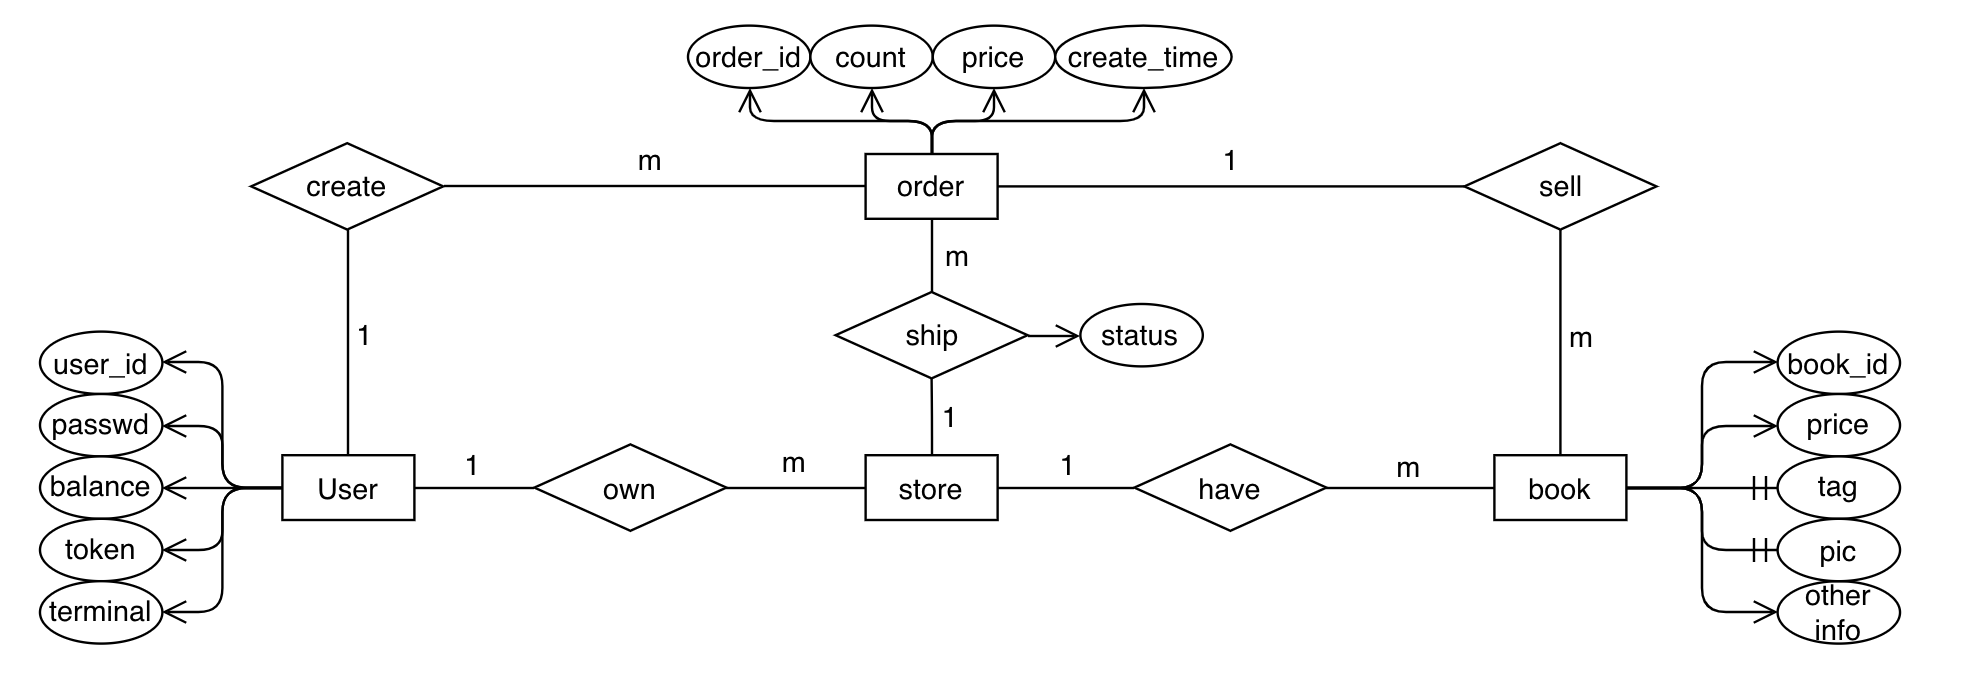 order_id
count
price
create_time
create
m
order
1
sell
m
ship
status
1
m
1
user_id
passwd
balance
token
terminal
User
1
own
m
store
1
have
m
book
book_id
price
tag
pic
other
info